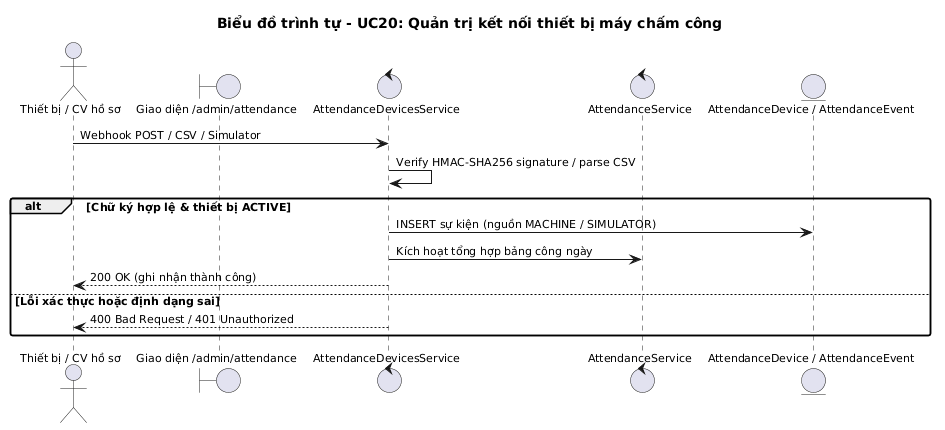 Biểu đồ trình tự - UC20: Quản trị kết nối thiết bị máy chấm công
Thiết bị / CV hồ sơ
Giao diện /admin/attendance
AttendanceDevicesService
AttendanceService
AttendanceDevice / AttendanceEvent
Webhook POST / CSV / Simulator
Verify HMAC-SHA256 signature / parse CSV
alt
[Chữ ký hợp lệ & thiết bị ACTIVE]
INSERT sự kiện (nguồn MACHINE / SIMULATOR)
Kích hoạt tổng hợp bảng công ngày
200 OK (ghi nhận thành công)
[Lỗi xác thực hoặc định dạng sai]
400 Bad Request / 401 Unauthorized
Thiết bị / CV hồ sơ
Giao diện /admin/attendance
AttendanceDevicesService
AttendanceService
AttendanceDevice / AttendanceEvent